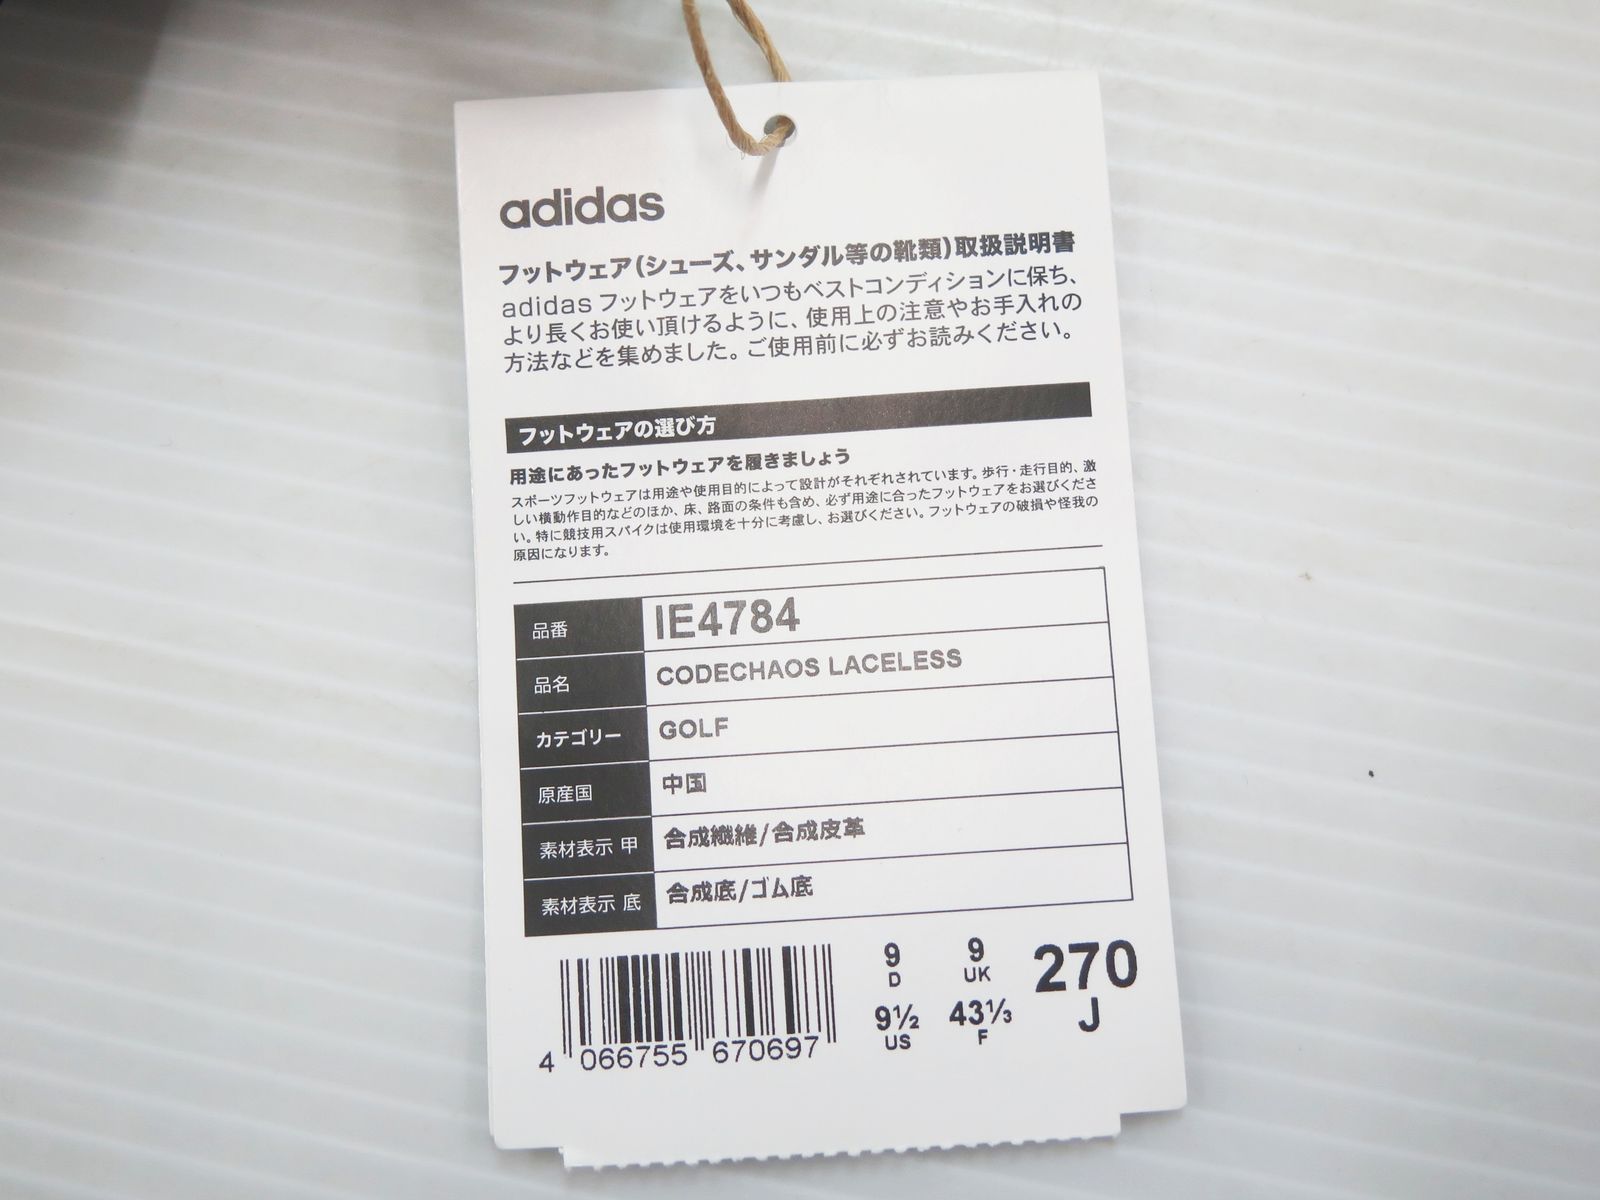 adidas
フットウェア(シューズ、サンダル等の靴類)取扱説明書
adidas フットウェアをいつもベストコンディションに保ち、
より長くお使い頂けるように、使用上の注意やお手入れの
方法などを集めました。ご使用前に必ずお読みください。
フットウェアの選び方
用途にあったフットウェアを履きましょう
スポーツフットウェアは用途や使用目的によって設計がそれぞれされています。歩行・走行目的、激
しい横動作目的などのほか、床、路面の条件も含め、必ず用途に合ったフットウェアをお選びくださ
い。特に競技用スパイクは使用環境を十分に考慮し、お選びください。フットウェアの破損や怪我の
原因になります。
品番 IE4784
品名 CODECHAOS LACELESS
カテゴリー GOLF
原産国 中国
素材表示 甲 合成繊維/合成皮革
素材表示 底 合成底/ゴム底
9 9 270
D UK J
9½ 43⅓
US F
4 066755 670697